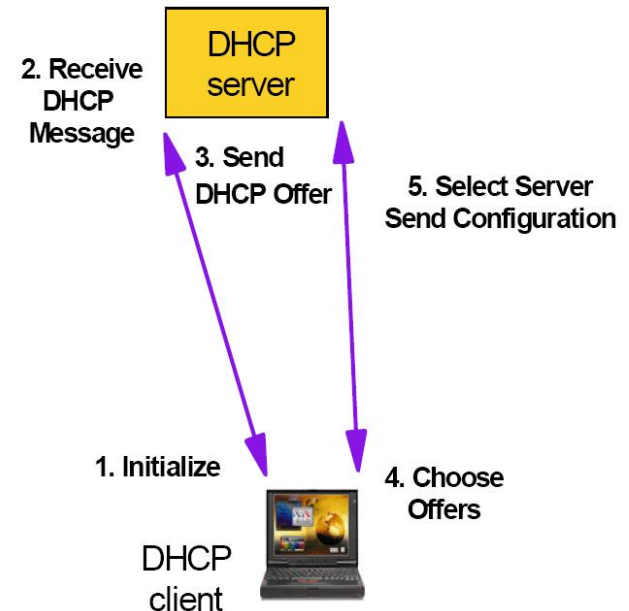 DHCP
server
2. Receive
DHCP
Message
3. Send
DHCP Offer
5. Select Server
Send Configuration
1. Initialize
4. Choose
Offers
DHCP
client